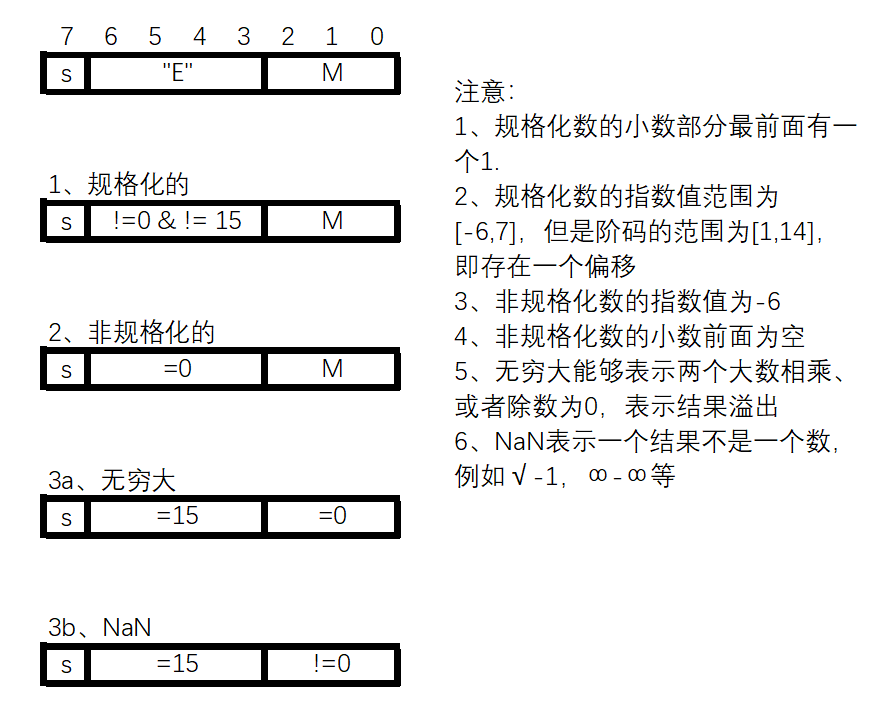 7 6 5 4 3 2 1 0
s "E" M
1、规格化的
s !=0 & != 15 M
2、非规格化的
s =0 M
3a、无穷大
s =15 =0
3b、NaN
s =15 !=0
注意：
1、规格化数的小数部分最前面有一
个1.
2、规格化数的指数值范围为
[-6,7]，但是阶码的范围为[1,14]，
即存在一个偏移
3、非规格化数的指数值为-6
4、非规格化数的小数前面为空
5、无穷大能够表示两个大数相乘、
或者除数为0，表示结果溢出
6、NaN表示一个结果不是一个数，
例如√-1，∞-∞等